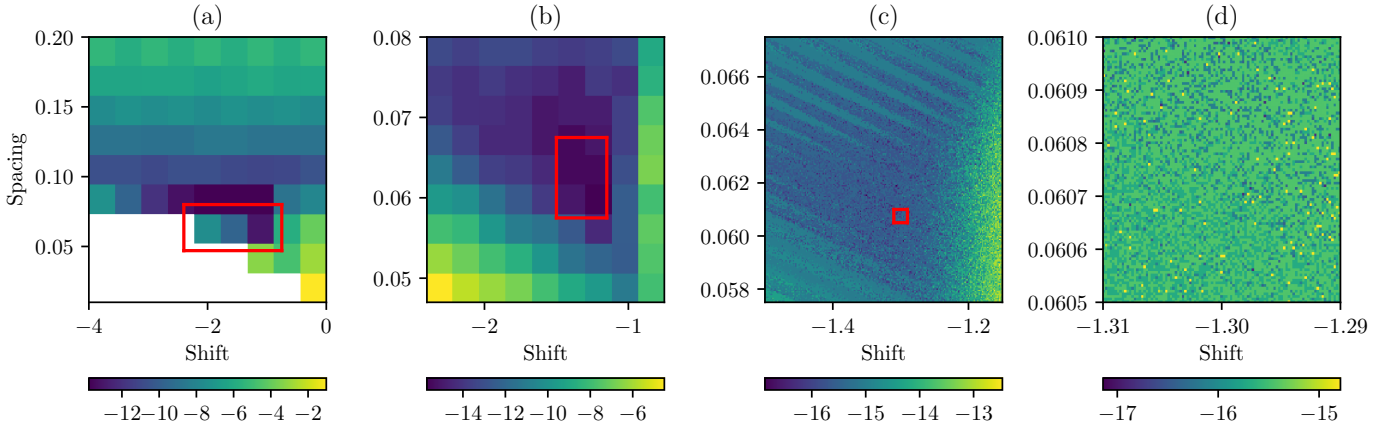 (a) (b) (c) (d)
0.20
0.15
0.10
0.05
Spacing
−4 −2 0
Shift
−12 −10 −8 −6 −4 −2
0.08
0.07
0.06
0.05
−2 −1
Shift
−14 −12 −10 −8 −6
0.066
0.064
0.062
0.060
0.058
−1.4 −1.2
Shift
−16 −15 −14 −13
0.0610
0.0609
0.0608
0.0607
0.0606
0.0605
−1.31 −1.30 −1.29
Shift
−17 −16 −15